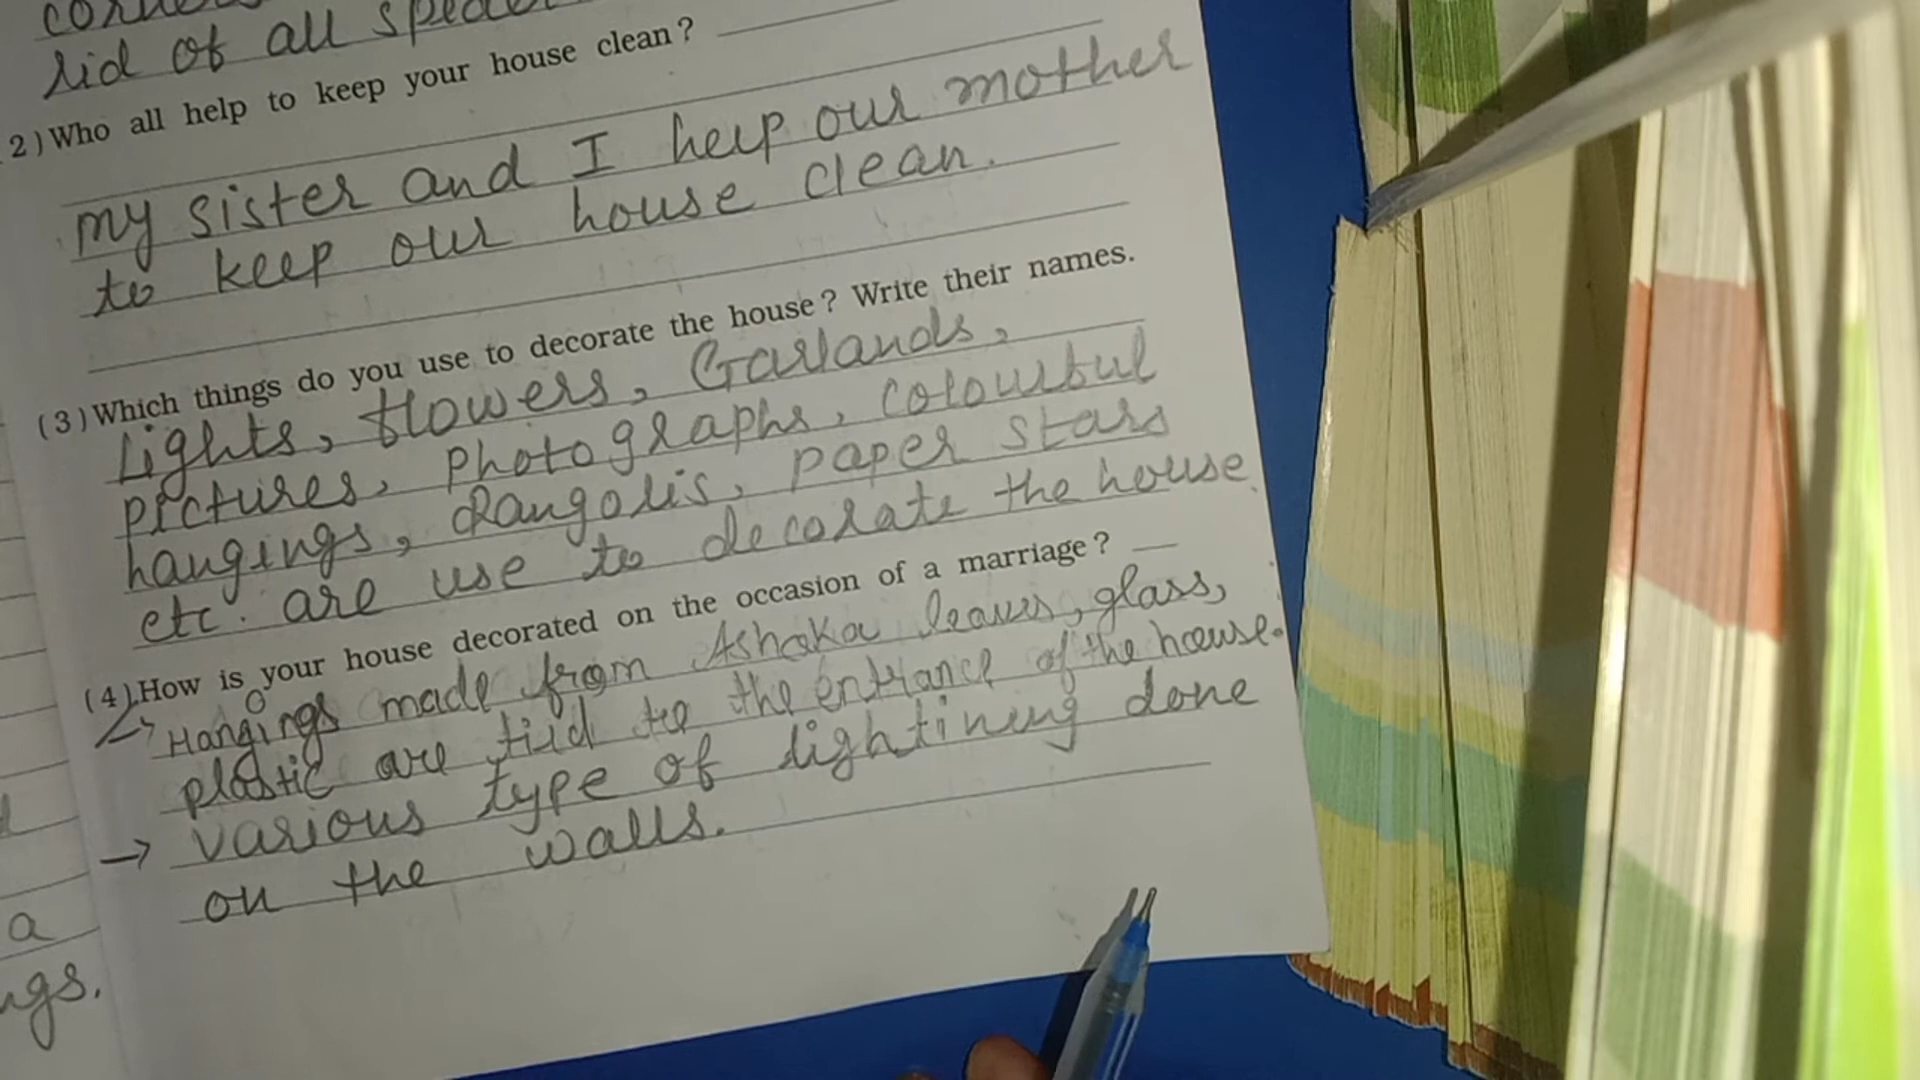 lid of all
2) Who all help to keep your house clean?
my sister and I help our mother
to keep our house clean.
(3) Which things do you use to decorate the house? Write their names.
Lights, flowers, Garlands,
pictures, photographs, colourful
hangings, Rangolis, paper stars
etc. are use to decorate the house.
(4) How is your house decorated on the occasion of a marriage?
→ Hangings made from Ashoka leaves, glass,
plastic are tied to the entrance of the house.
→ various type of lightining done
on the walls.
a
ngs.